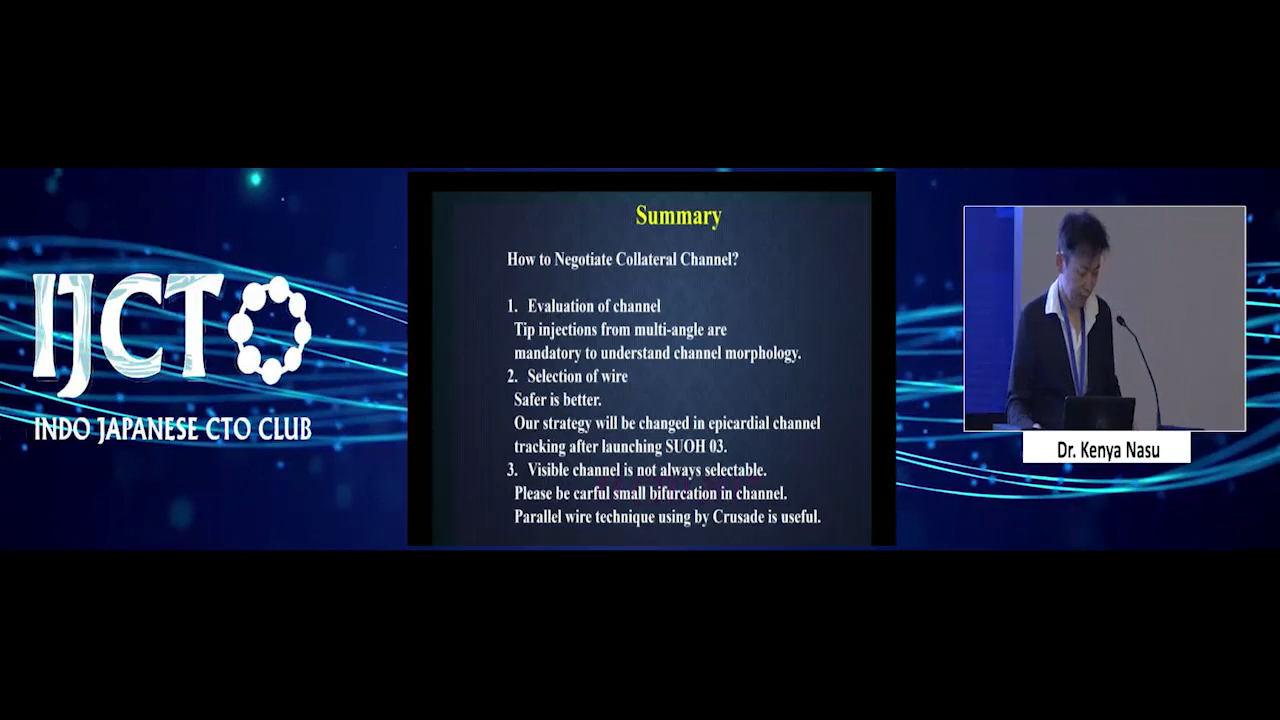 IJCTO
INDO JAPANESE CTO CLUB
Summary
How to Negotiate Collateral Channel?
1. Evaluation of channel
Tip injections from multi-angle are
mandatory to understand channel morphology.
2. Selection of wire
Safer is better.
Our strategy will be changed in epicardial channel
tracking after launching SUOH 03.
3. Visible channel is not always selectable.
Please be carful small bifurcation in channel.
Parallel wire technique using by Crusade is useful.
Dr. Kenya Nasu